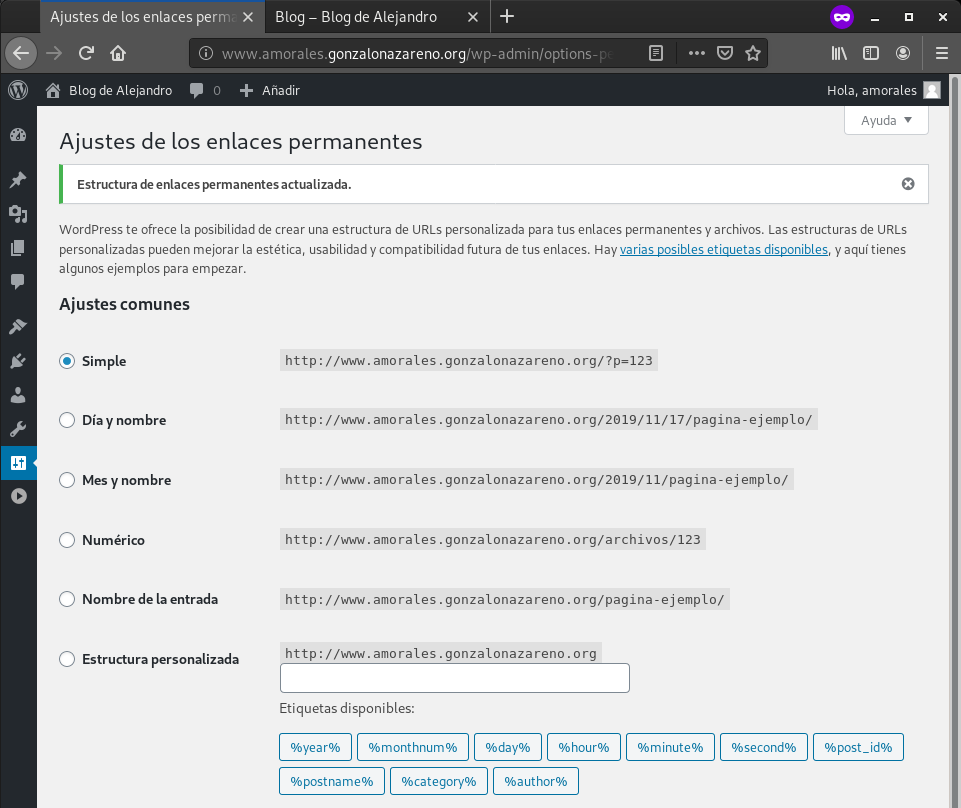 Ajustes de los enlaces perma
Blog – Blog de Alejandro
www.amorales.gonzalonazareno.org/wp-admin/options-pe
Blog de Alejandro 0 Añadir Hola, amorales
Ayuda
Ajustes de los enlaces permanentes
Estructura de enlaces permanentes actualizada.
WordPress te ofrece la posibilidad de crear una estructura de URLs personalizada para tus enlaces permanentes y archivos. Las estructuras de URLs
personalizadas pueden mejorar la estética, usabilidad y compatibilidad futura de tus enlaces. Hay varias posibles etiquetas disponibles, y aquí tienes
algunos ejemplos para empezar.
Ajustes comunes
Simple http://www.amorales.gonzalonazareno.org/?p=123
Día y nombre http://www.amorales.gonzalonazareno.org/2019/11/17/pagina-ejemplo/
Mes y nombre http://www.amorales.gonzalonazareno.org/2019/11/pagina-ejemplo/
Numérico http://www.amorales.gonzalonazareno.org/archivos/123
Nombre de la entrada http://www.amorales.gonzalonazareno.org/pagina-ejemplo/
Estructura personalizada http://www.amorales.gonzalonazareno.org
Etiquetas disponibles:
%year% %monthnum% %day% %hour% %minute% %second% %post_id%
%postname% %category% %author%